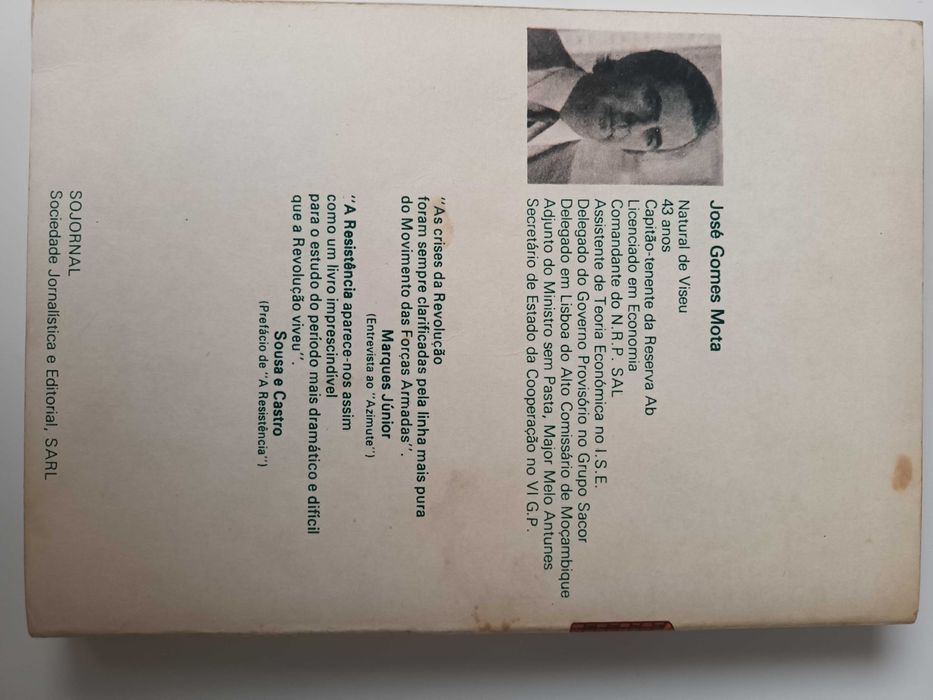 José Gomes Mota
Natural de Viseu
43 anos
Capitão-tenente da Reserva Ab
Licenciado em Economia
Comandante do N.R.P. SAL
Assistente de Teoria Económica no I.S.E.
Delegado do Governo Provisório no Grupo Sacor
Delegado em Lisboa do Alto Comissário de Moçambique
Adjunto do Ministro sem Pasta, Major Melo Antunes
Secretário de Estado da Cooperação no VI G.P.
"As crises da Revolução
foram sempre clarificadas pela linha mais pura
do Movimento das Forças Armadas".
Marques Júnior
(Entrevista ao "Azimute")
"A Resistência aparece-nos assim
como um livro imprescindível
para o estudo do período mais dramático e difícil
que a Revolução viveu".
Sousa e Castro
(Prefácio de "A Resistência")
SOJORNAL
Sociedade Jornalística e Editorial, SARL